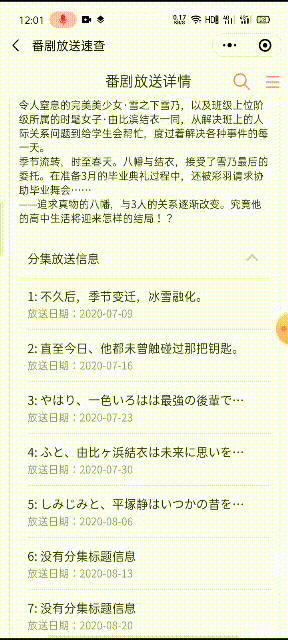 12:01
0.17
KB/s
HD
番剧放送速查
番剧放送详情
令人窒息的完美美少女·雪之下雪乃，以及班级上位阶
级所属的时髦女子·由比滨结衣一同，从解决班上的人
际关系问题到给学生会帮忙，度过着解决各种事件的每
一天。
季节流转，时至春天。八幡与结衣，接受了雪乃最后的
委托。在准备3月的毕业典礼过程中，还被彩羽请求协
助毕业舞会……
——追求真物的八幡，与3人的关系逐渐改变。究竟他
的高中生活将迎来怎样的结局！？
分集放送信息
1: 不久后，季节变迁，冰雪融化。
放送日期：2020-07-09
2: 直至今日、他都未曾触碰过那把钥匙。
放送日期：2020-07-16
3: やはり、一色いろはは最強の後輩で…
放送日期：2020-07-23
4: ふと、由比ヶ浜結衣は未来に思いを…
放送日期：2020-07-30
5: しみじみと、平塚静はいつかの昔を…
放送日期：2020-08-06
6: 没有分集标题信息
放送日期：2020-08-13
7: 没有分集标题信息
放送日期：2020-08-20